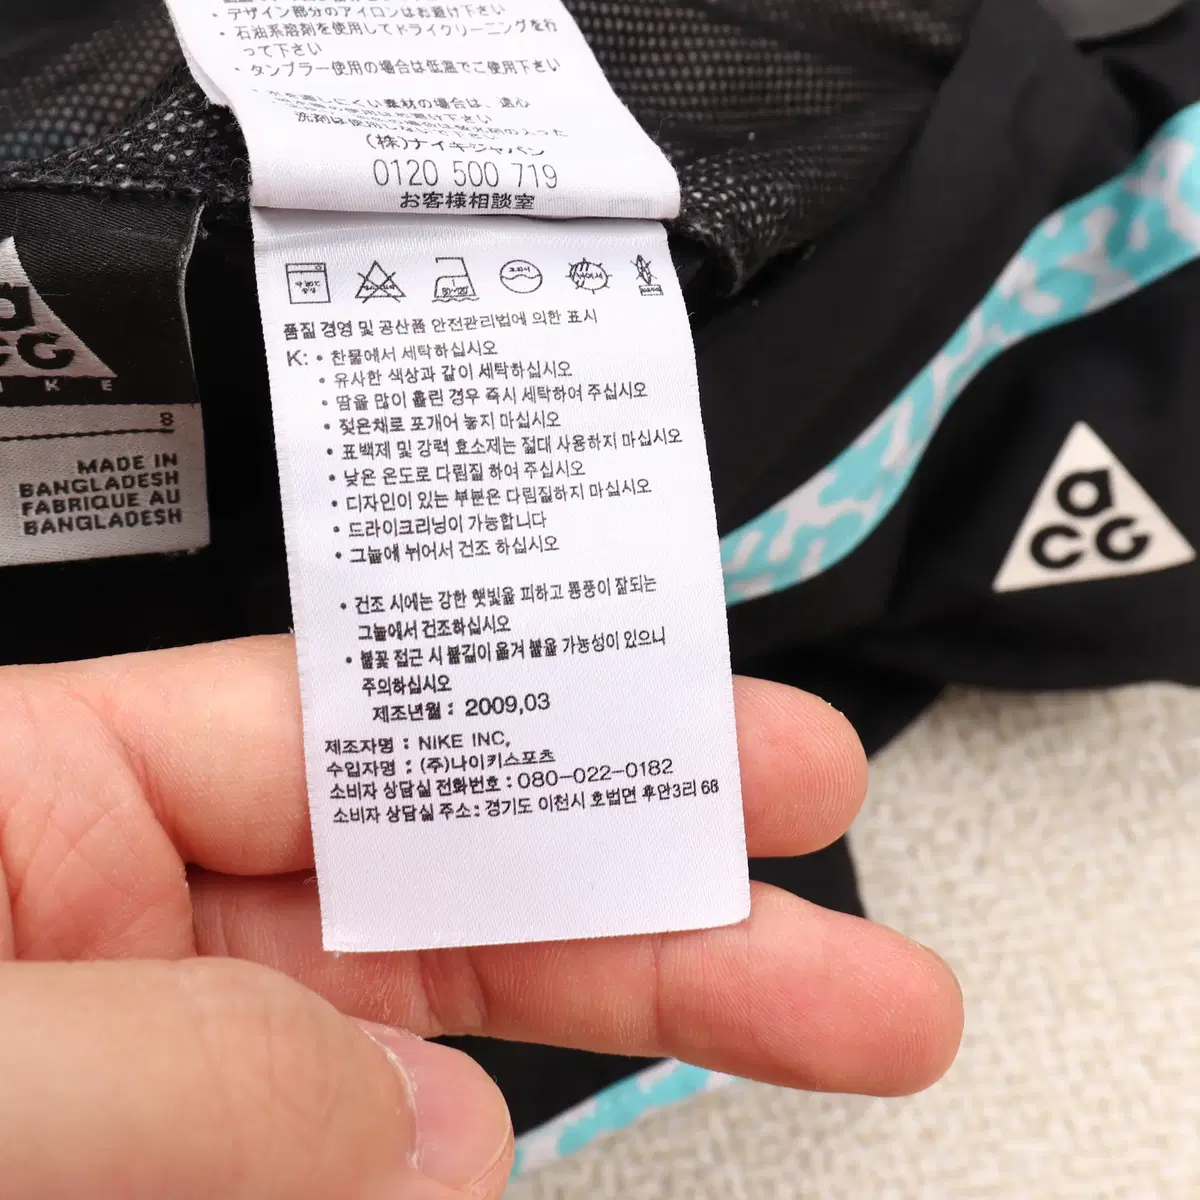 ・デザイン部分のアイロンはお避け下さい
・石油系溶剤を使用してドライクリーニングを行
って下さい
・タンブラー使用の場合は低温でご使用下さい
(株)ナイキジャパン
0120 500 719
お客様相談室
품질 경영 및 공산품 안전관리법에 의한 표시
K: • 찬물에서 세탁하십시오
• 유사한 색상과 같이 세탁하십시오
• 땀을 많이 흘린 경우 즉시 세탁하여 주십시오
• 젖은채로 포개어 놓지 마십시오
• 표백제 및 강력 효소제는 절대 사용하지 마십시오
• 낮은 온도로 다림질 하여 주십시오
• 디자인이 있는 부분은 다림질하지 마십시오
• 드라이크리닝이 가능합니다
• 그늘에 뉘어서 건조 하십시오
• 건조 시에는 강한 햇빛을 피하고 통풍이 잘되는
그늘에서 건조하십시오
• 불꽃 접근 시 불길이 옮겨 붙을 가능성이 있으니
주의하십시오
제조년월 : 2009,03
제조자명 : NIKE INC,
수입자명 : (주)나이키스포츠
소비자 상담실 전화번호 : 080-022-0182
소비자 상담실 주소: 경기도 이천시 호법면 후안3리 68
aCG
8
MADE IN
BANGLADESH
FABRIQUE AU
BANGLADESH
aCG